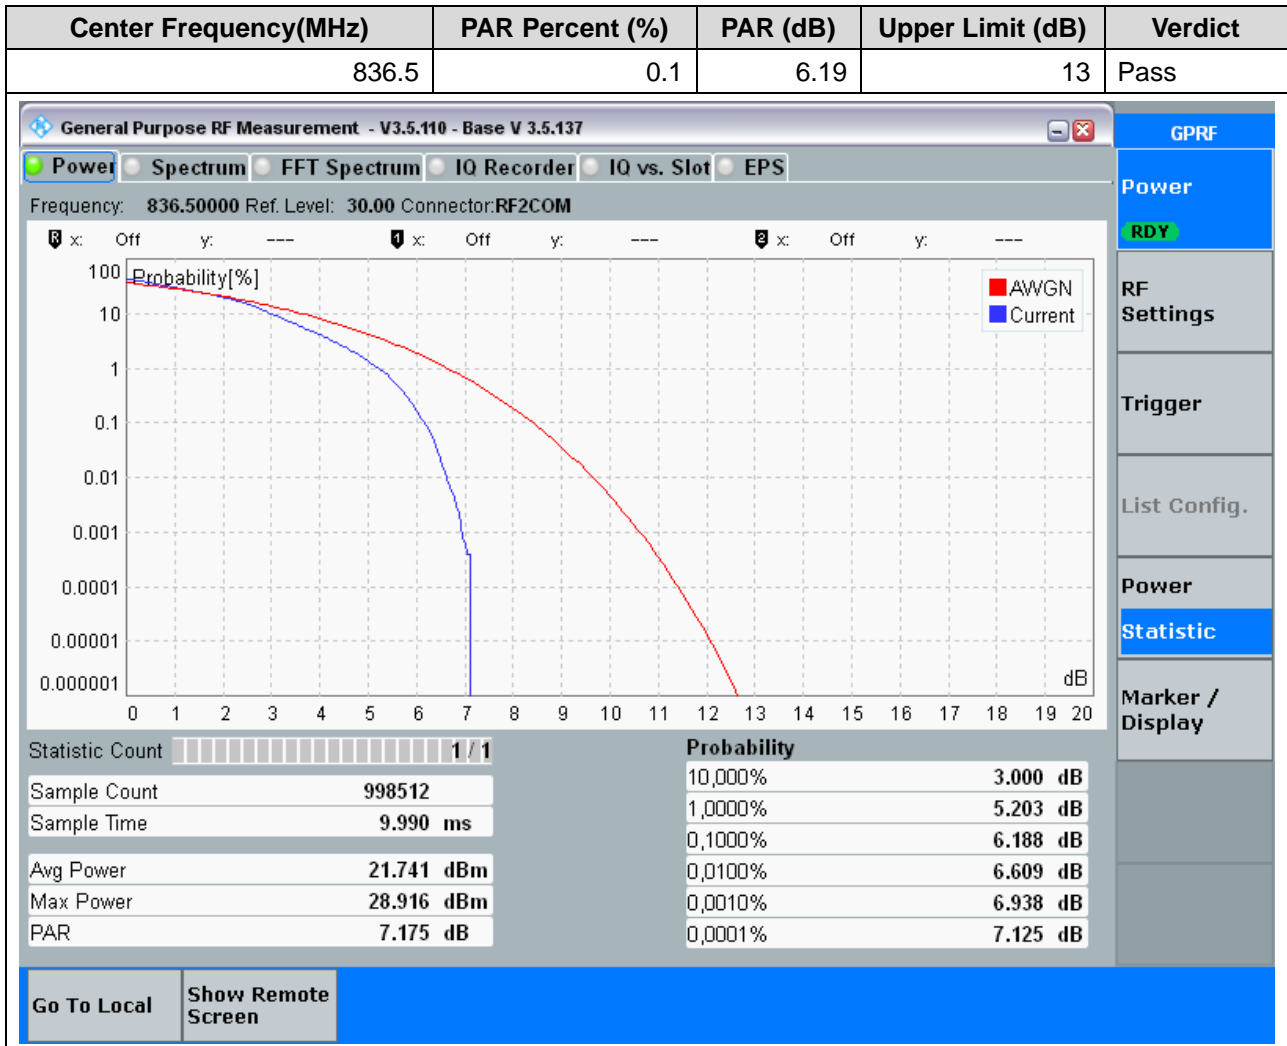 Center Frequency(MHz) PAR Percent (%) PAR (dB) Upper Limit (dB) Verdict
836.5 0.1 6.19 13 Pass
General Purpose RF Measurement - V3.5.110 - Base V 3.5.137
GPRF
Power Spectrum FFT Spectrum IQ Recorder IQ vs. Slot EPS
Frequency: 836.50000 Ref. Level: 30.00 Connector:RF2COM
R x: Off y: --- 1 x: Off y: --- 2 x: Off y: ---
Probability[%]
100
10
1
0.1
0.01
0.001
0.0001
0.00001
0.000001
AWGN
Current
dB
0 1 2 3 4 5 6 7 8 9 10 11 12 13 14 15 16 17 18 19 20
Statistic Count 1 / 1
Sample Count 998512
Sample Time 9.990 ms
Avg Power 21.741 dBm
Max Power 28.916 dBm
PAR 7.175 dB
Probability
10,000% 3.000 dB
1,0000% 5.203 dB
0,1000% 6.188 dB
0,0100% 6.609 dB
0,0010% 6.938 dB
0,0001% 7.125 dB
Power
RDY
RF
Settings
Trigger
List Config.
Power
Statistic
Marker /
Display
Go To Local
Show Remote
Screen